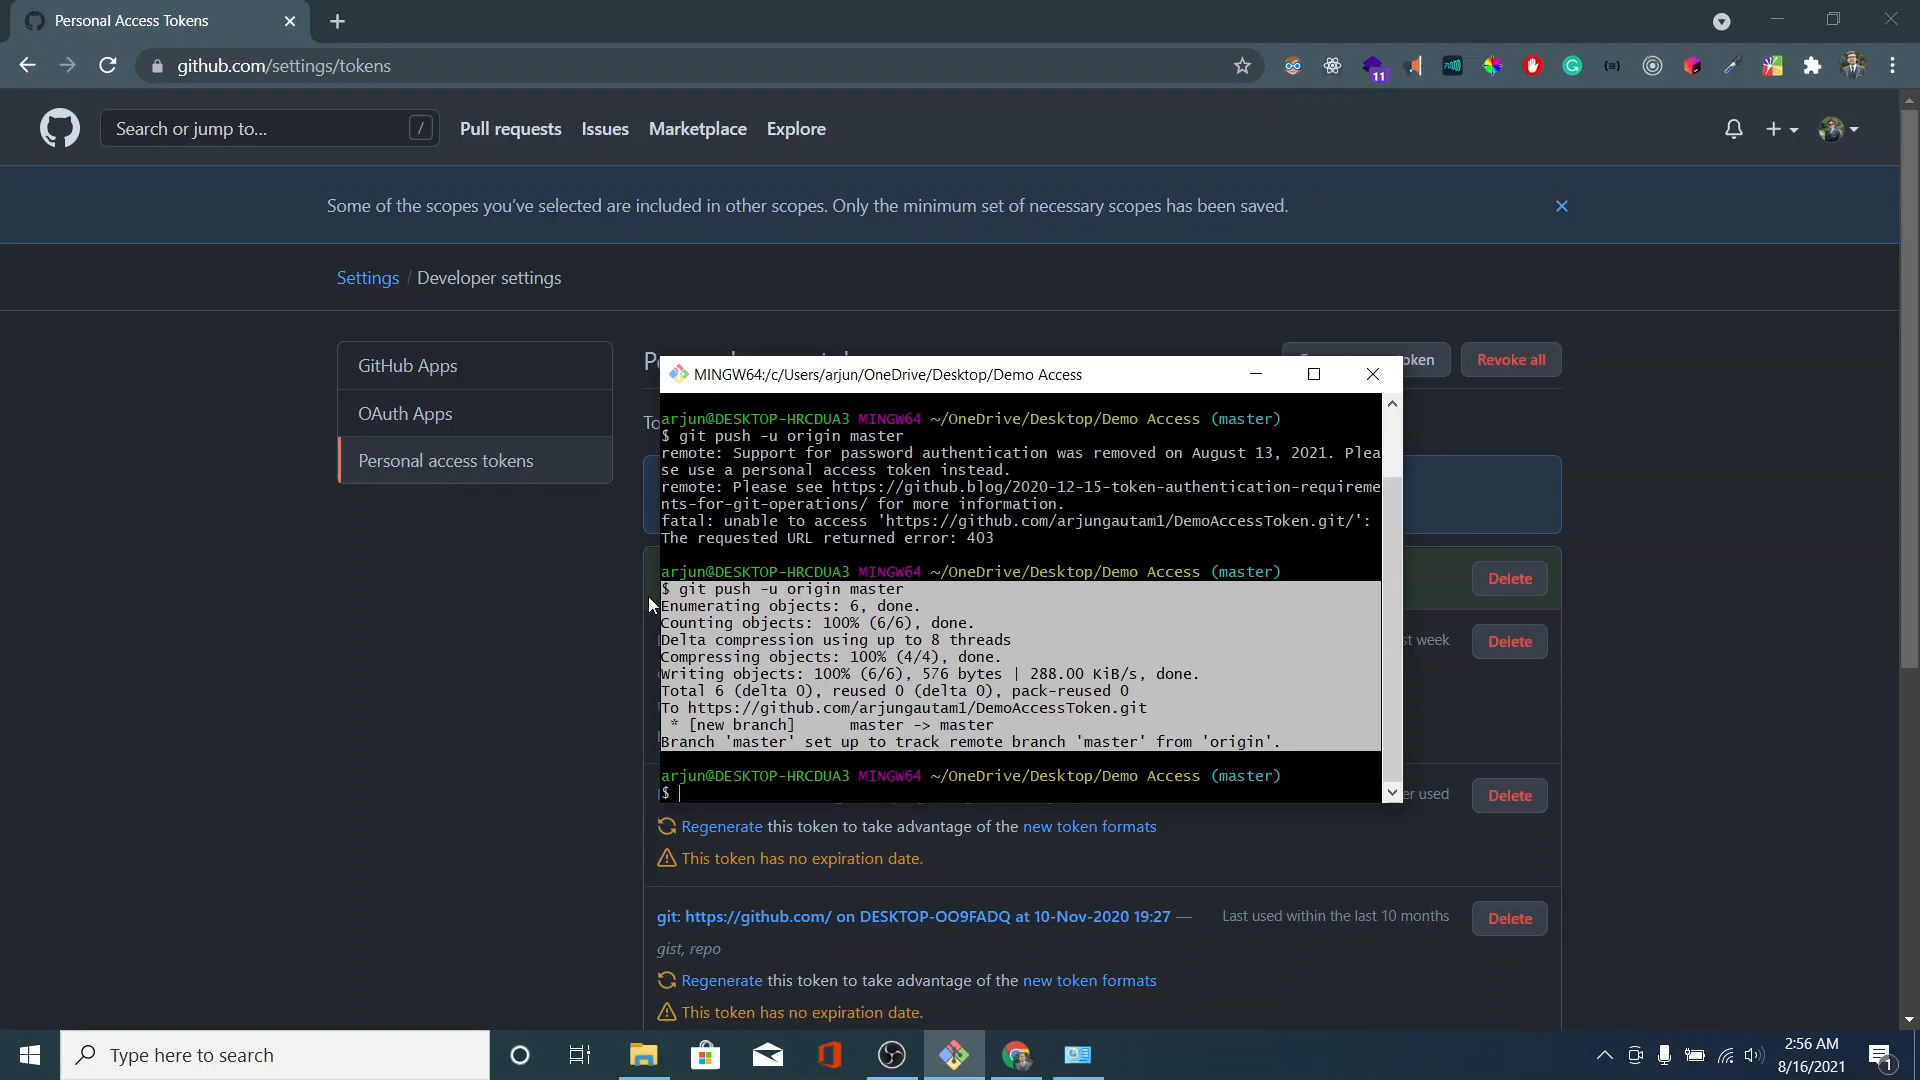 Personal Access Tokens
github.com/settings/tokens
11
Search or jump to...
/
Pull requests
Issues
Marketplace
Explore
Some of the scopes you've selected are included in other scopes. Only the minimum set of necessary scopes has been saved.
Settings / Developer settings
GitHub Apps
OAuth Apps
Personal access tokens
Revoke all
MINGW64:/c/Users/arjun/OneDrive/Desktop/Demo Access
arjun@DESKTOP-HRCDUA3 MINGW64 ~/OneDrive/Desktop/Demo Access (master)
$ git push -u origin master
remote: Support for password authentication was removed on August 13, 2021. Plea
se use a personal access token instead.
remote: Please see https://github.blog/2020-12-15-token-authentication-requireme
nts-for-git-operations/ for more information.
fatal: unable to access 'https://github.com/arjungautam1/DemoAccessToken.git/':
The requested URL returned error: 403
arjun@DESKTOP-HRCDUA3 MINGW64 ~/OneDrive/Desktop/Demo Access (master)
$ git push -u origin master
Enumerating objects: 6, done.
Counting objects: 100% (6/6), done.
Delta compression using up to 8 threads
Compressing objects: 100% (4/4), done.
Writing objects: 100% (6/6), 576 bytes | 288.00 KiB/s, done.
Total 6 (delta 0), reused 0 (delta 0), pack-reused 0
To https://github.com/arjungautam1/DemoAccessToken.git
* [new branch] master -> master
Branch 'master' set up to track remote branch 'master' from 'origin'.
arjun@DESKTOP-HRCDUA3 MINGW64 ~/OneDrive/Desktop/Demo Access (master)
$
Delete
week
Delete
used
Delete
Regenerate this token to take advantage of the new token formats
This token has no expiration date.
git: https://github.com/ on DESKTOP-OO9FADQ at 10-Nov-2020 19:27 —
Last used within the last 10 months
Delete
gist, repo
Regenerate this token to take advantage of the new token formats
This token has no expiration date.
Type here to search
2:56 AM
8/16/2021
1